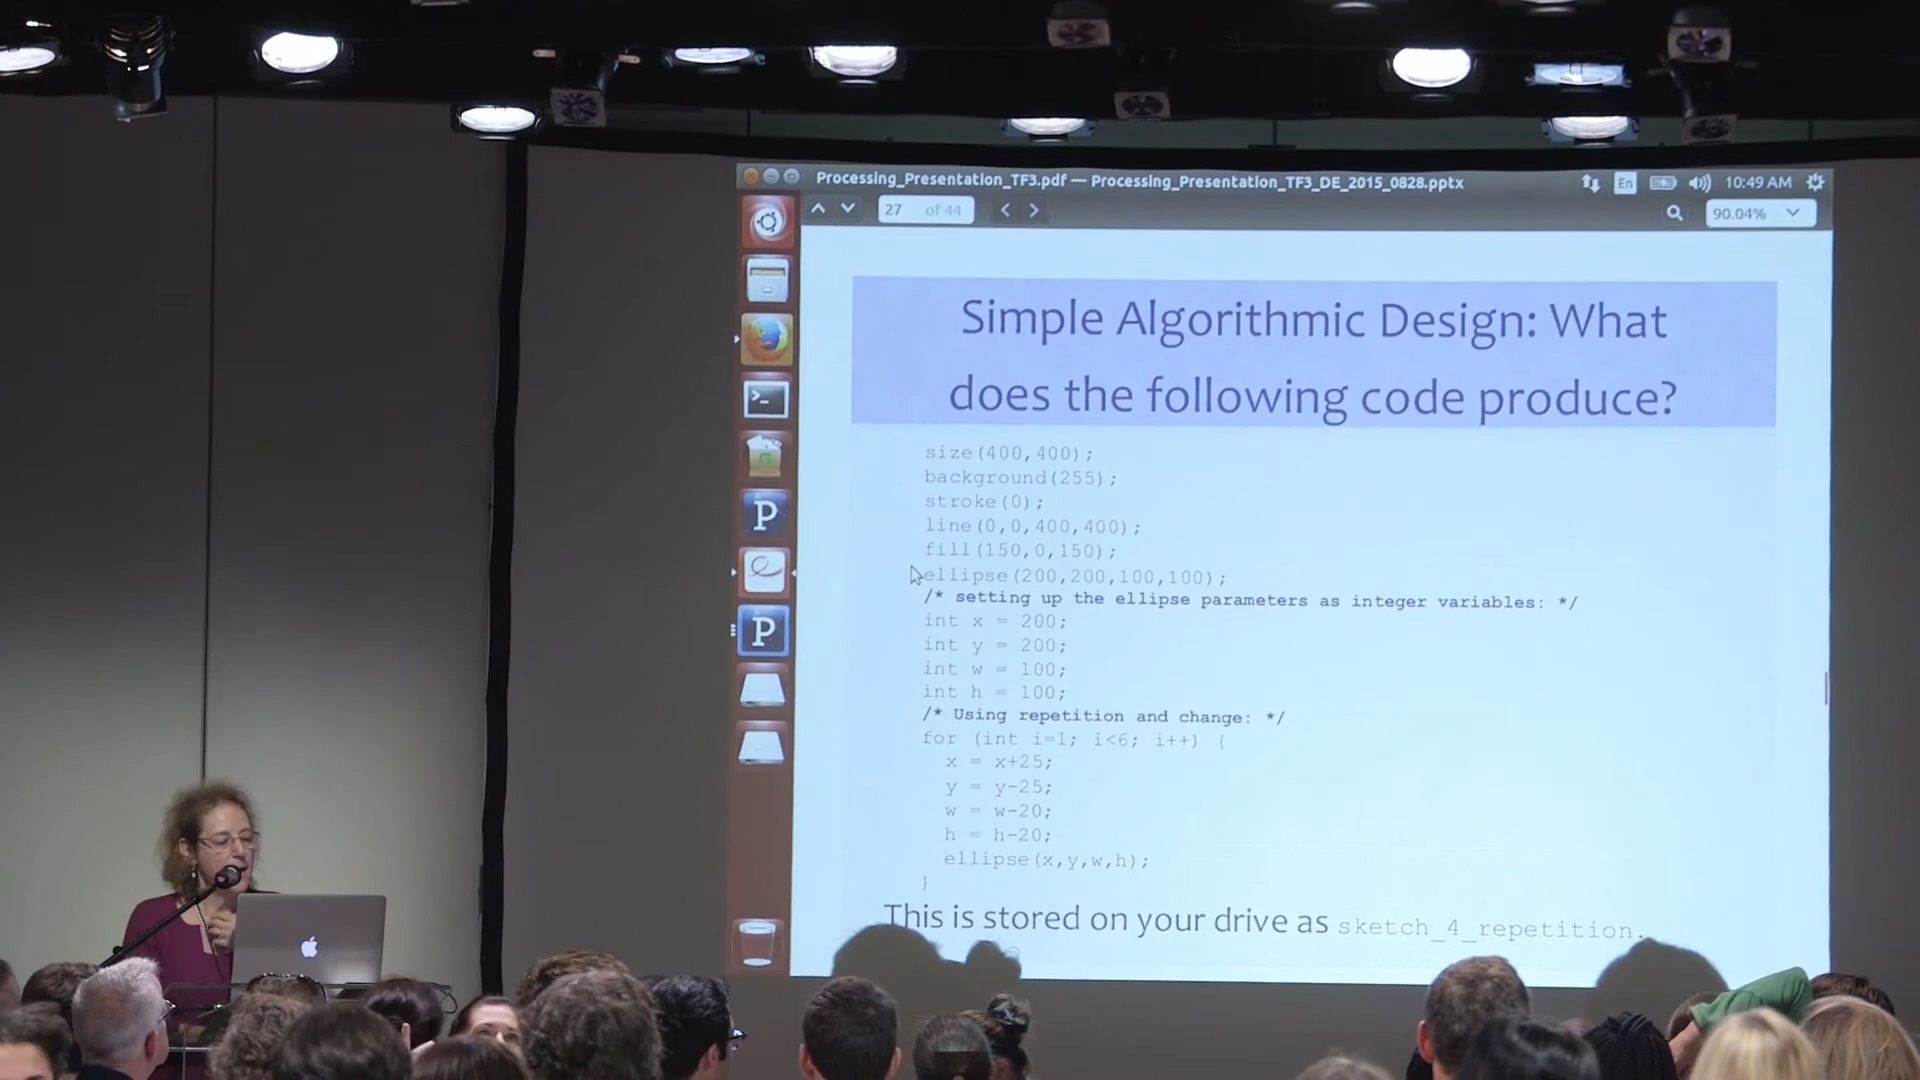 Processing_Presentation_TF3.pdf — Processing_Presentation_TF3_DE_2015_0828.pptx
En
10:49 AM
27 of 44
90.04%
Simple Algorithmic Design: What
does the following code produce?
size(400,400);
background(255);
stroke(0);
line(0,0,400,400);
fill(150,0,150);
ellipse(200,200,100,100);
/* setting up the ellipse parameters as integer variables: */
int x = 200;
int y = 200;
int w = 100;
int h = 100;
/* Using repetition and change: */
for (int i=1; i<6; i++) {
x = x+25;
y = y-25;
w = w-20;
h = h-20;
ellipse(x,y,w,h);
}
This is stored on your drive as sketch_4_repetition.
P
P